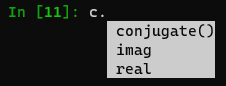 In [11]: c.
conjugate()
imag
real